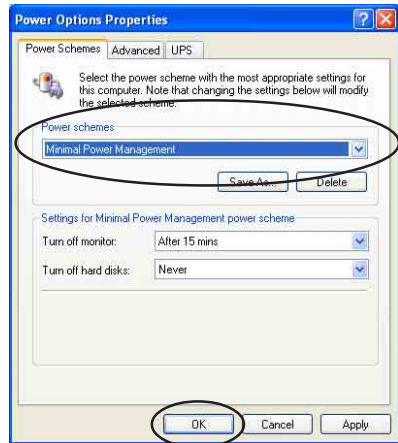 Power Options Properties
Power Schemes Advanced UPS
Select the power scheme with the most appropriate settings for
this computer. Note that changing the settings below will modify
the selected scheme.
Power schemes
Minimal Power Management
Save As... Delete
Settings for Minimal Power Management power scheme
Turn off monitor: After 15 mins
Turn off hard disks: Never
OK Cancel Apply